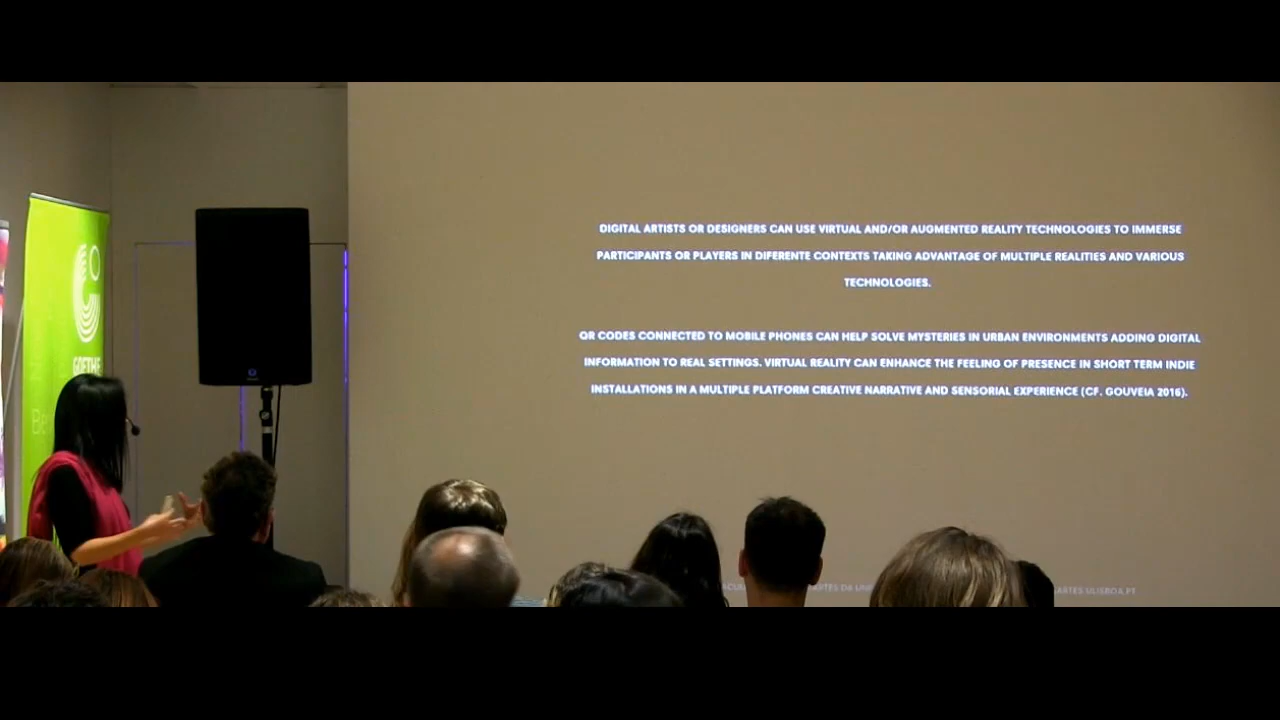 DIGITAL ARTISTS OR DESIGNERS CAN USE VIRTUAL AND/OR AUGMENTED REALITY TECHNOLOGIES TO IMMERSE
PARTICIPANTS OR PLAYERS IN DIFERENTE CONTEXTS TAKING ADVANTAGE OF MULTIPLE REALITIES AND VARIOUS
TECHNOLOGIES.
QR CODES CONNECTED TO MOBILE PHONES CAN HELP SOLVE MYSTERIES IN URBAN ENVIRONMENTS ADDING DIGITAL
INFORMATION TO REAL SETTINGS. VIRTUAL REALITY CAN ENHANCE THE FEELING OF PRESENCE IN SHORT TERM INDIE
INSTALLATIONS IN A MULTIPLE PLATFORM CREATIVE NARRATIVE AND SENSORIAL EXPERIENCE (CF. GOUVEIA 2016).
GOETHE